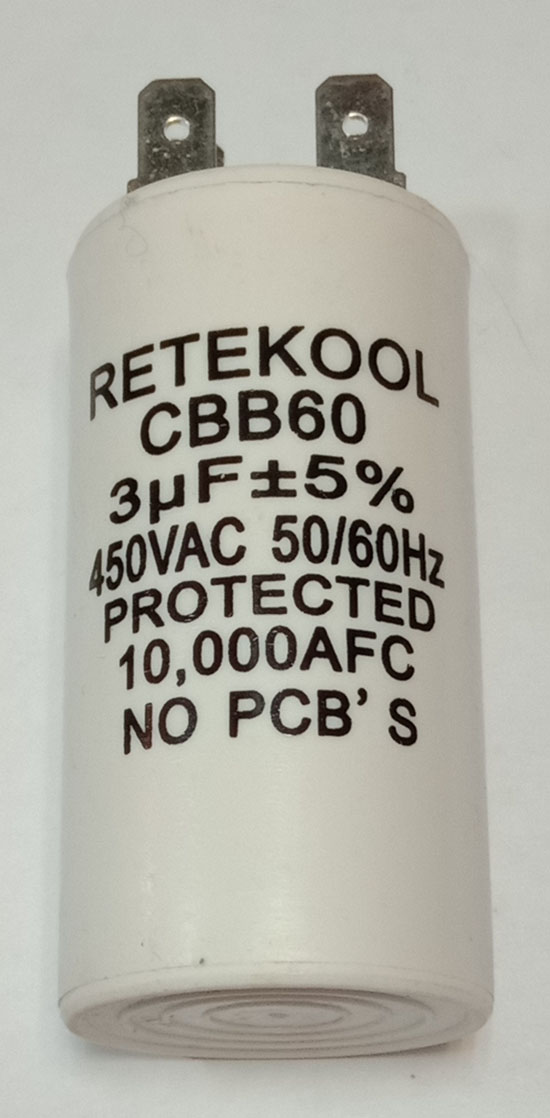 RETEKOOL
CBB60
3µF±5%
450VAC 50/60Hz
PROTECTED
10,000AFC
NO PCB'S